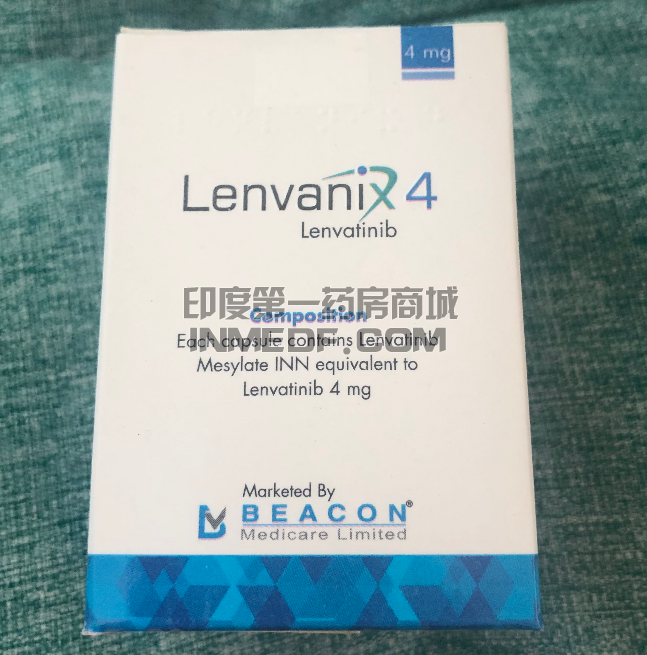 4 mg
Lenvanix 4
Lenvatinib
印度第一药房商城
Composition
INMEDF.COM
Each capsule contains Lenvatinib
Mesylate INN equivalent to
Lenvatinib 4 mg
Marketed By
BEACON®
Medicare Limited